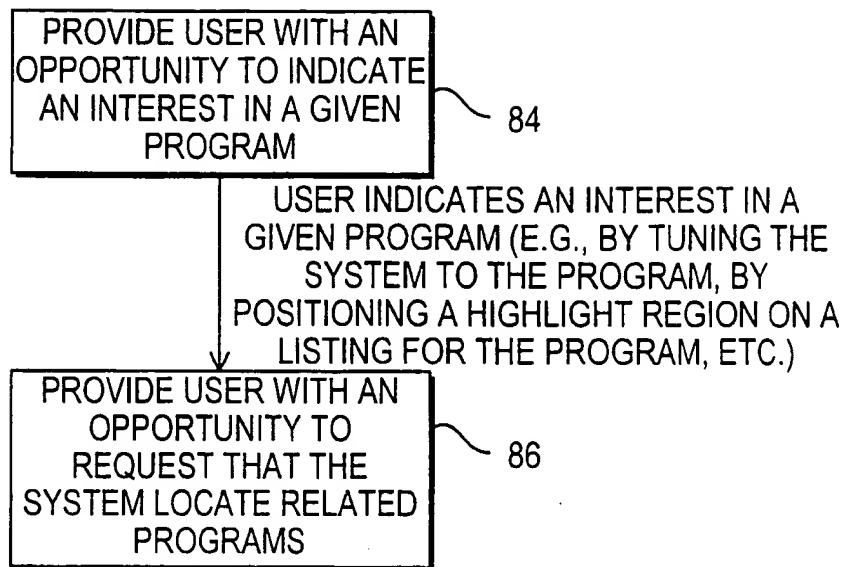 PROVIDE USER WITH AN
OPPORTUNITY TO INDICATE
AN INTEREST IN A GIVEN
PROGRAM
84
USER INDICATES AN INTEREST IN A
GIVEN PROGRAM (E.G., BY TUNING THE
SYSTEM TO THE PROGRAM, BY
POSITIONING A HIGHLIGHT REGION ON A
LISTING FOR THE PROGRAM, ETC.)
PROVIDE USER WITH AN
OPPORTUNITY TO
REQUEST THAT THE
SYSTEM LOCATE RELATED
PROGRAMS
86